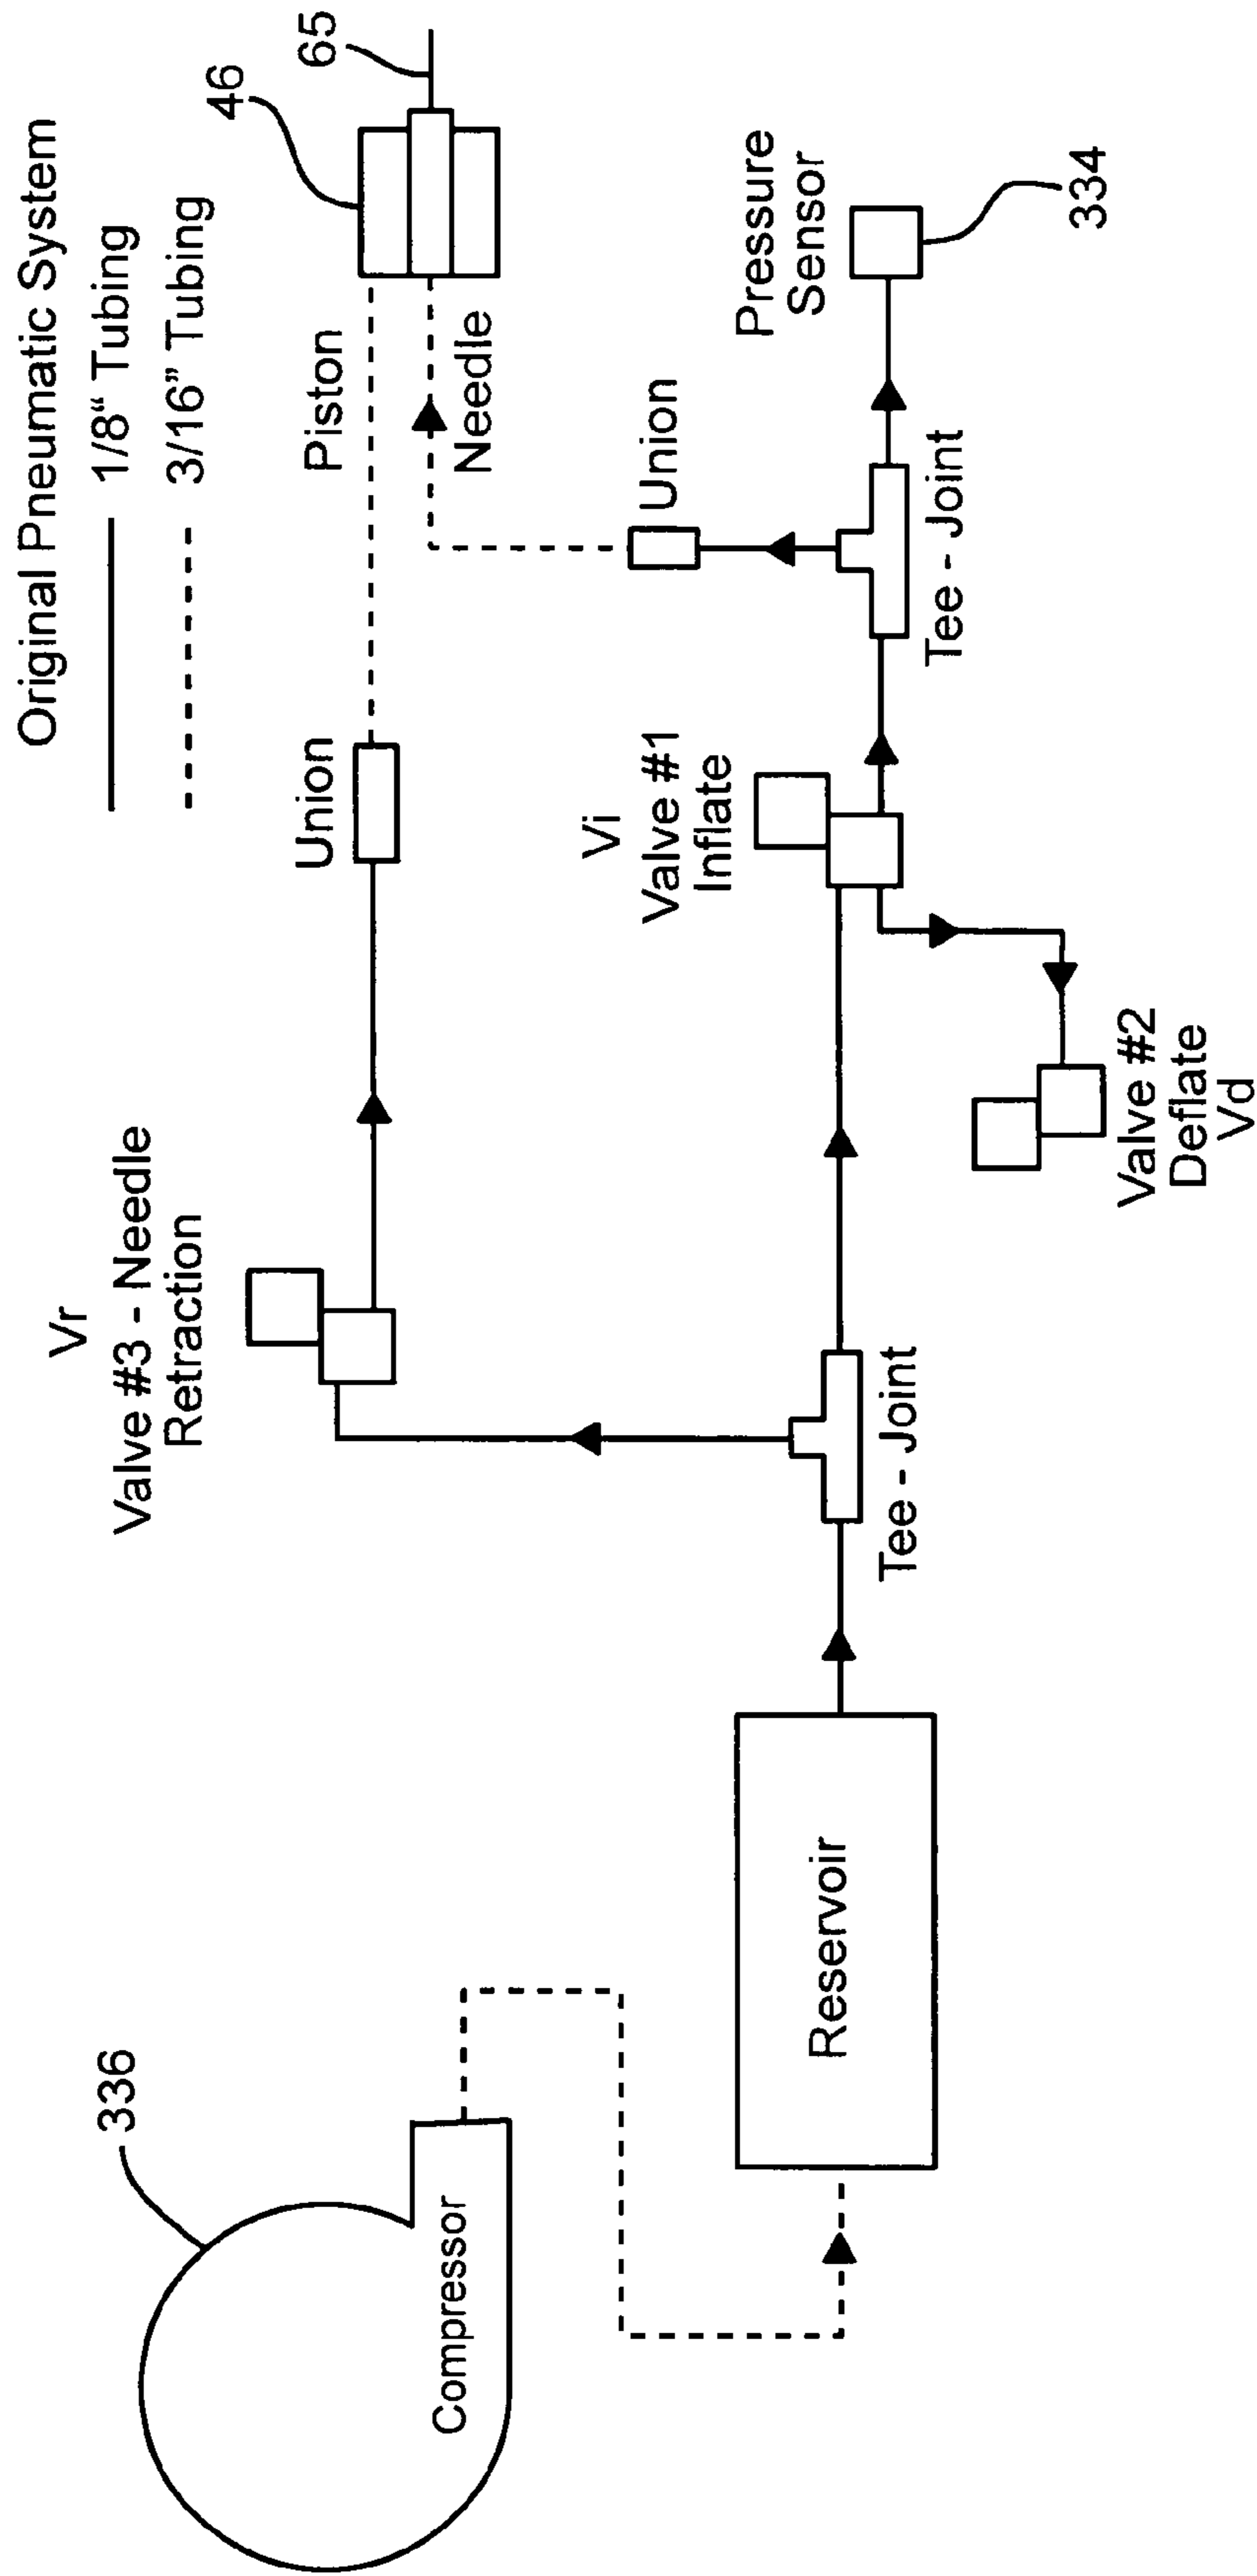 Original Pneumatic System
1/8“ Tubing
3/16” Tubing
46
65
Piston
Needle
Union
Vr
Valve #3 - Needle
Retraction
Union
Pressure
Sensor
334
Tee - Joint
Vi
Valve #1
Inflate
Valve #2
Deflate
Vd
Tee - Joint
Reservoir
336
Compressor